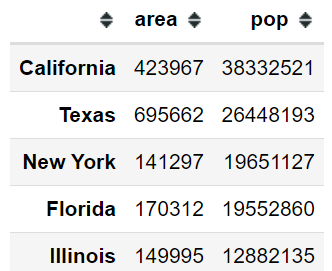 area pop
California 423967 38332521
Texas 695662 26448193
New York 141297 19651127
Florida 170312 19552860
Illinois 149995 12882135